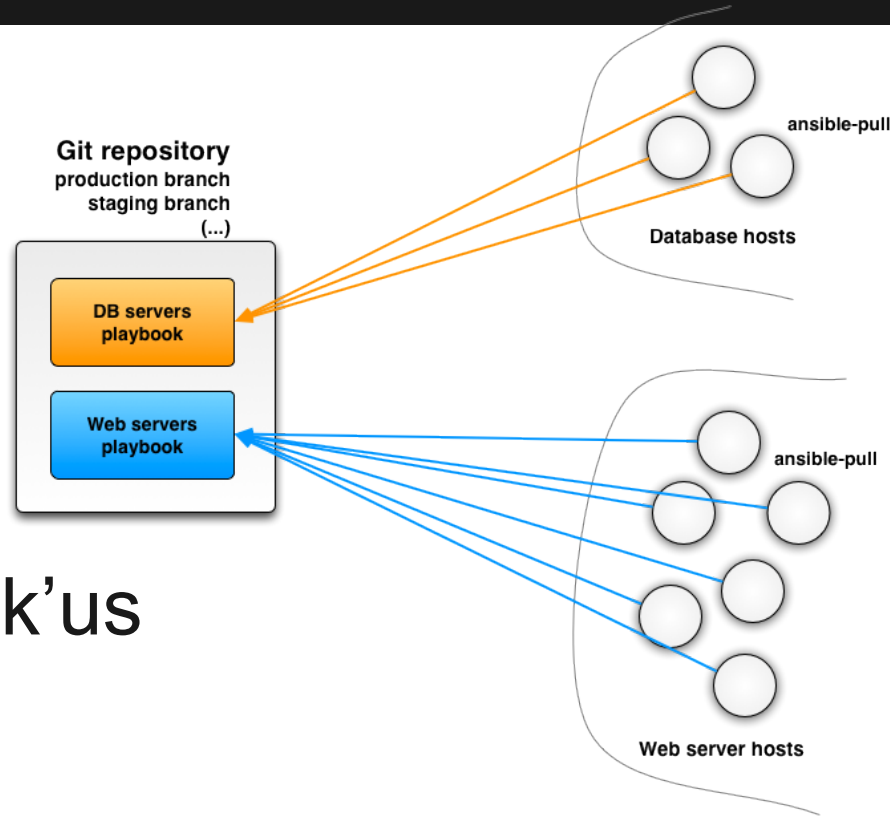 Git repository
production branch
staging branch
(...)
DB servers
playbook
Web servers
playbook
ansible-pull
Database hosts
ansible-pull
Web server hosts
k’us